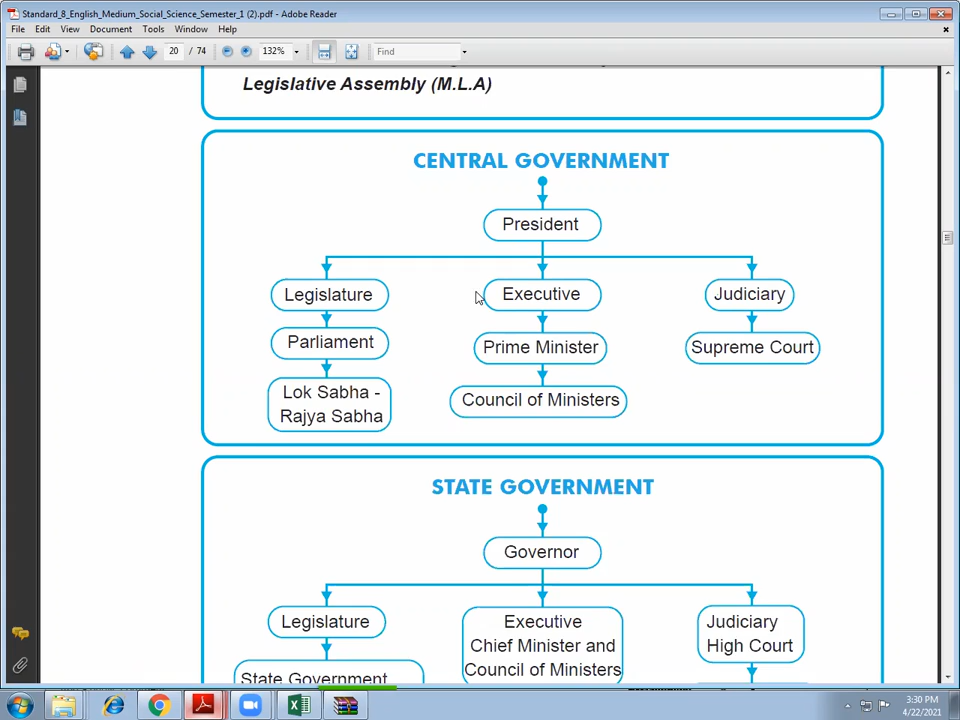 Standard_8_English_Medium_Social_Science_Semester_1 (2).pdf - Adobe Reader
File Edit View Document Tools Window Help
20 / 74 132% Find
Legislative Assembly (M.L.A)
CENTRAL GOVERNMENT
President
Legislature Executive Judiciary
Parliament Prime Minister Supreme Court
Lok Sabha -
Rajya Sabha
Council of Ministers
STATE GOVERNMENT
Governor
Legislature
Executive
Chief Minister and
Council of Ministers
Judiciary
High Court
State Government
3:30 PM
4/22/2021